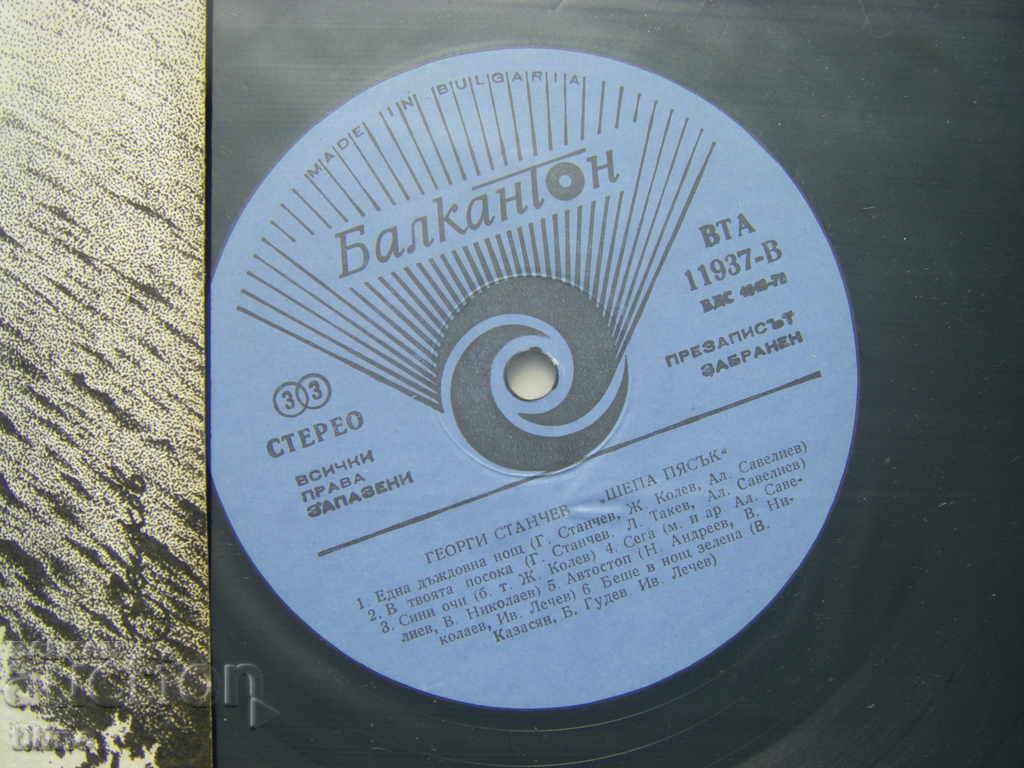 MADE IN BULGARIA
Балкантон
ВТА
11937-В
БДС
ПРЕЗАПИСЪТ
ЗАБРАНЕН
33
СТЕРЕО
ВСИЧКИ
ПРАВА
ЗАПАЗЕНИ
ГЕОРГИ СТАНЧЕВ „ШЕПА ПЯСЪК“
1. Една дъждовна нощ (Г. Станчев, Ж. Колев, Ал. Савелиев)
2. В твоята посока (Г. Станчев. Л. Такев, Ал. Савелиев)
3. Сини очи (б. т. Ж. Колев) 4. Сега (м. и ар. Ал. Саве-
лиев, В. Николаев) 5. Автостоп (Н. Андреев, В. Ни-
колаев, Ив. Лечев) 6 Беше в нощ зелена (В.
Казасян, Б. Гудев. Ив. Лечев)
auction